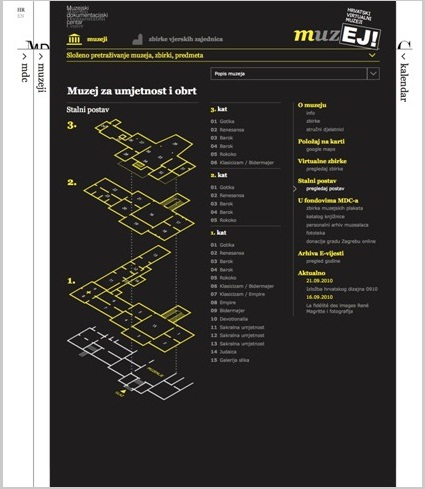 HR
EN
mdc
muzeji
kalendar
Muzejski
dokumentacijski
centar
HRVATSKI
VIRTUALNI
MUZEJI
muzEJ!
muzeji
zbirke vjerskih zajednica
Složeno pretraživanje muzeja, zbirki, predmeta
Popis muzeja
Muzej za umjetnost i obrt
Stalni postav
3.
2.
1.
3. kat
01 Gotika
02 Renesansa
03 Barok
04 Barok
05 Rokoko
06 Klasicizam / Bidermajer
2. kat
01 Gotika
02 Renesansa
03 Barok
04 Barok
05 Rokoko
1. kat
01 Gotika
02 Renesansa
03 Barok
04 Barok
05 Rokoko
06 Klasicizam / Bidermajer
07 Klasicizam / Empire
08 Empire
09 Bidermajer
10 Devotionalia
11 Sakralna umjetnost
12 Sakralna umjetnost
13 Sakralna umjetnost
14 Judaica
15 Galerija slika
O muzeju
info
zbirke
stručni djelatnici
Položaj na karti
google maps
Virtualne zbirke
pregledaj zbirke
Stalni postav
pregledaj postav
U fondovima MDC-a
zbirka muzejskih plakata
katalog knjižnice
personalni arhiv muzealaca
fototeka
donacije gradu Zagrebu online
Arhiva E-vijesti
pregled godine
Aktualno
21.09.2010
Izložba hrvatskog dizajna 0910
16.09.2010
La fidélité des images René
Magritte i fotografija